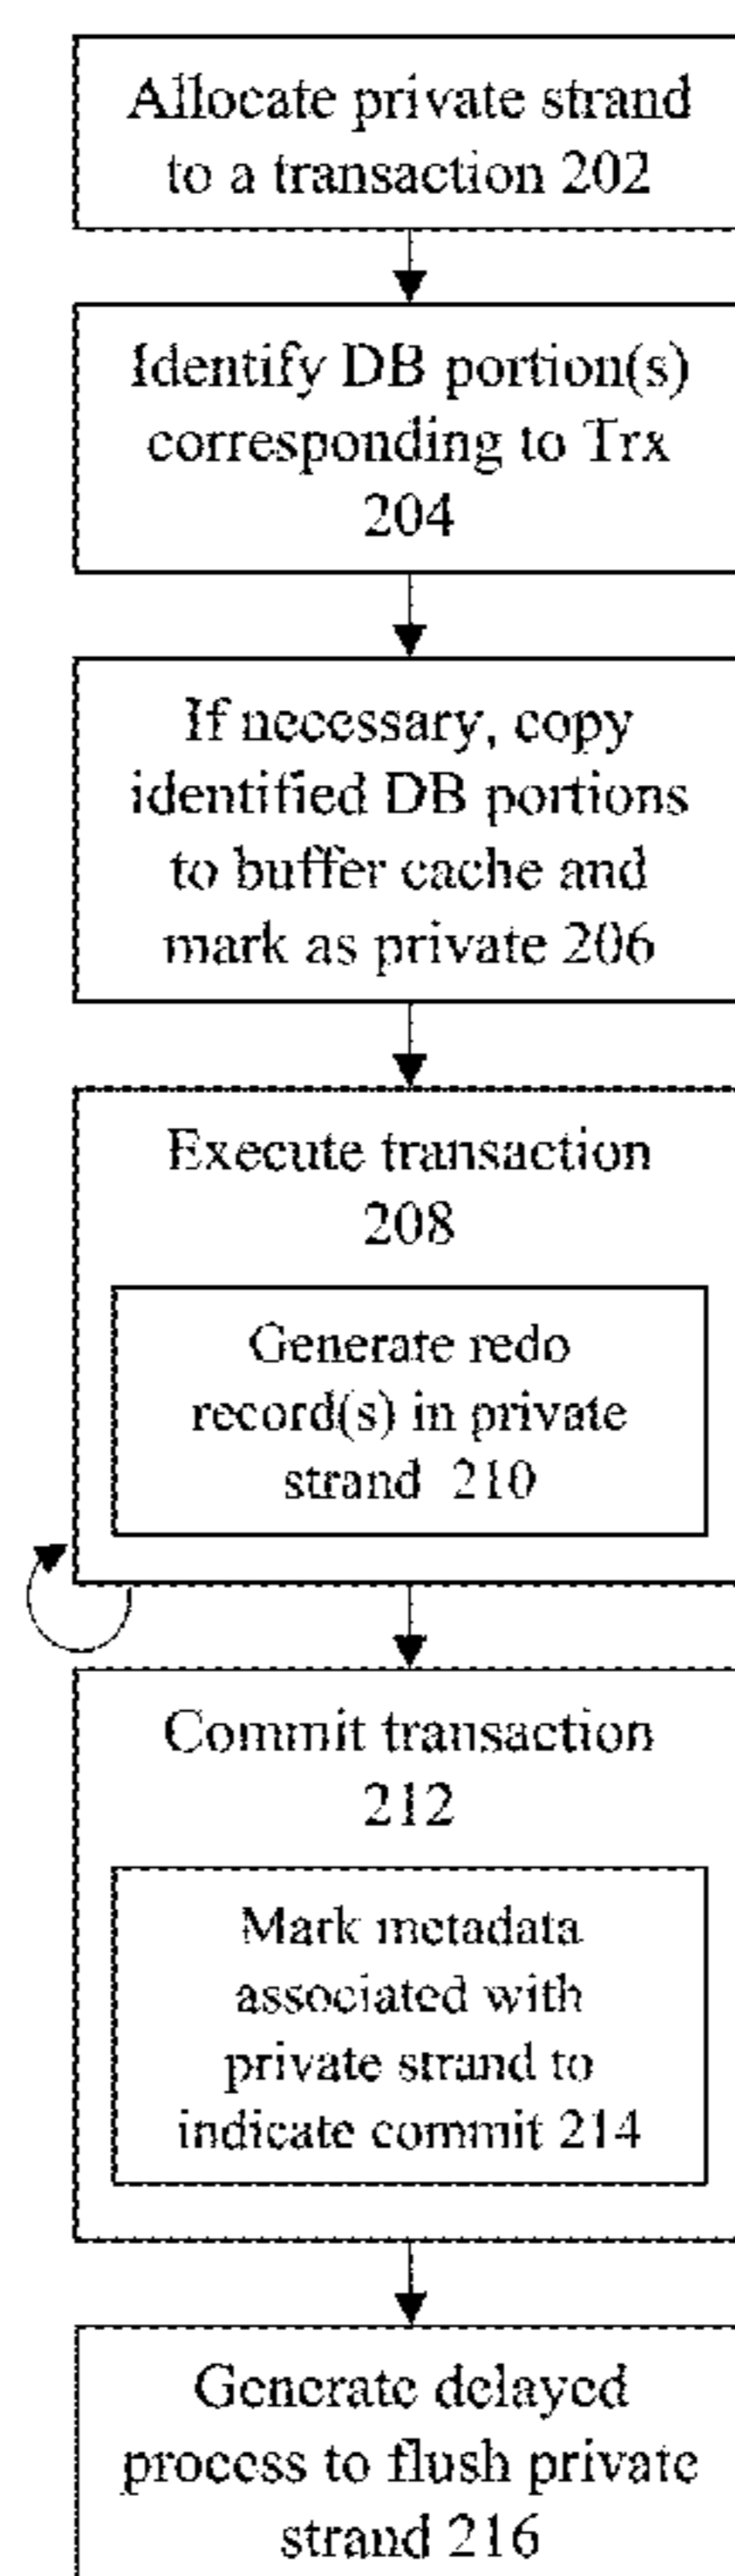 Allocate private strand
to a transaction 202
Identify DB portion(s)
corresponding to Trx
204
If necessary, copy
identified DB portions
to buffer cache and
mark as private 206
Execute transaction
208
Generate redo
record(s) in private
strand 210
Commit transaction
212
Mark metadata
associated with
private strand to
indicate commit 214
Generate delayed
process to flush private
strand 216